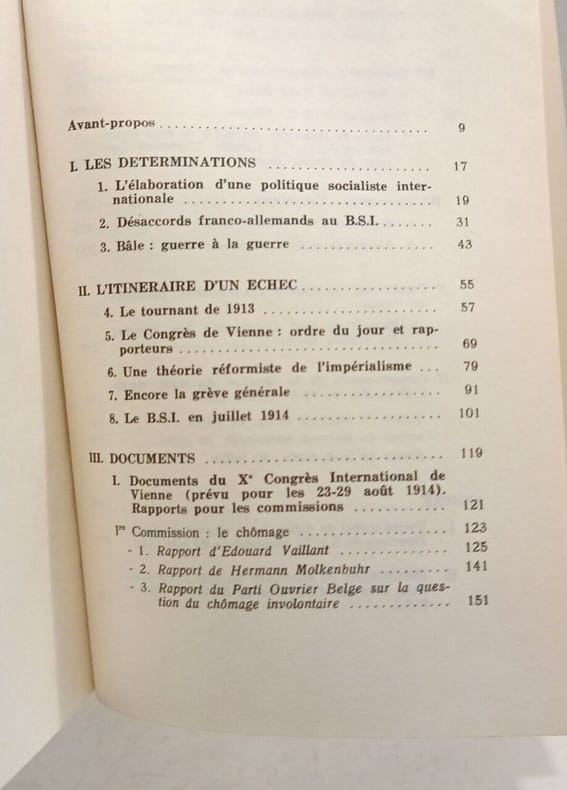 Avant-propos .................................. 9
I. LES DETERMINATIONS ...................... 17
1. L'élaboration d'une politique socialiste inter-
nationale ................................. 19
2. Désaccords franco-allemands au B.S.I. ....... 31
3. Bâle : guerre à la guerre .................. 43
II. L'ITINERAIRE D'UN ECHEC .................. 55
4. Le tournant de 1913 ....................... 57
5. Le Congrès de Vienne : ordre du jour et rap-
porteurs .................................. 69
6. Une théorie réformiste de l'impérialisme ... 79
7. Encore la grève générale .................. 91
8. Le B.S.I. en juillet 1914 ................... 101
III. DOCUMENTS ............................... 119
I. Documents du Xe Congrès International de
Vienne (prévu pour les 23-29 août 1914).
Rapports pour les commissions ............ 121
Ire Commission : le chômage .................... 123
- 1. Rapport d'Edouard Vaillant .............. 125
- 2. Rapport de Hermann Molkenbuhr ......... 141
- 3. Rapport du Parti Ouvrier Belge sur la ques-
tion du chômage involontaire ............. 151